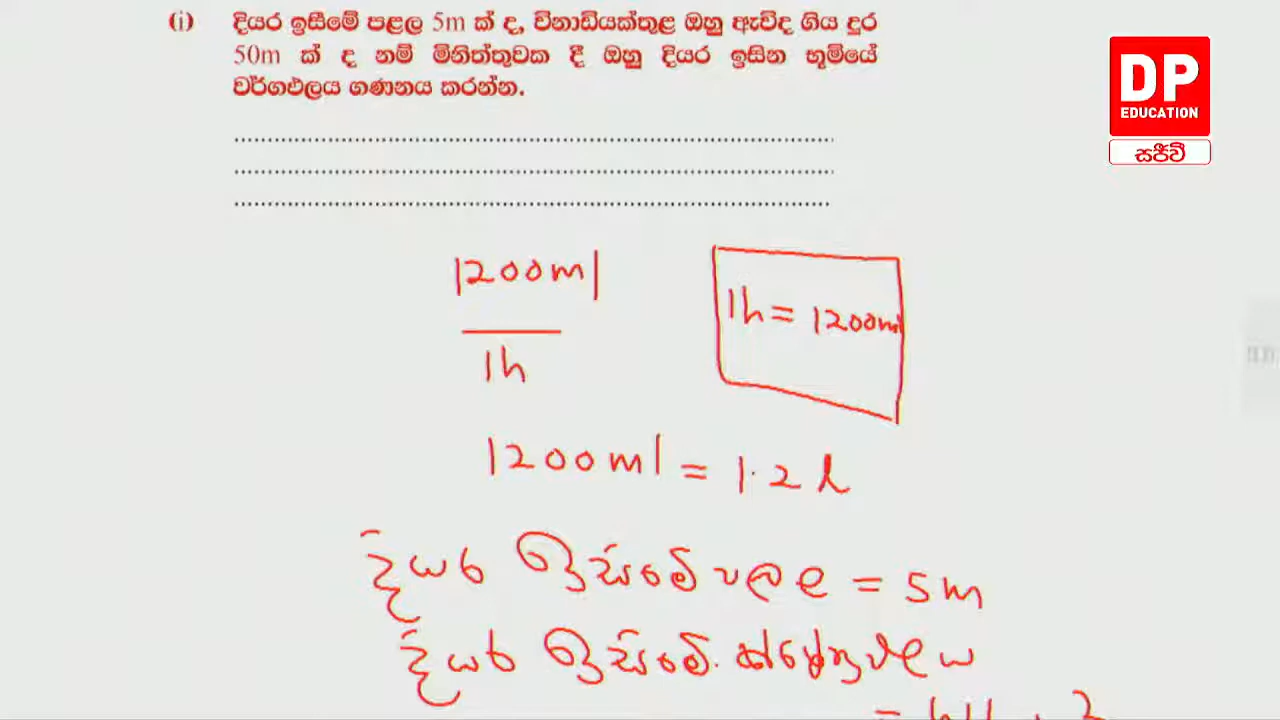 (i) දියර ඉසීමේ පළල 5m ක් ද, විනාඩියක්තුළ ඔහු ඇවිද ගිය දුර
50m ක් ද නම් මිනිත්තුවක දී ඔහු දියර ඉසින භූමියේ
වර්ගඵලය ගණනය කරන්න.
DP
EDUCATION
සජීවී
1200ml
1h
1h = 1200ml
1200ml = 1.2 l
දියර ඉසීමේ පළල = 5m
දියර ඉසීමේ